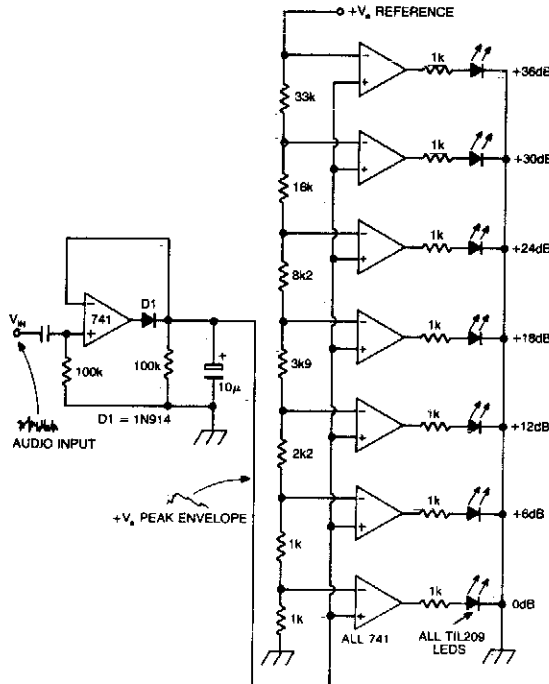 +Vₐ REFERENCE
1k
+36dB
33k
1k
+30dB
16k
1k
+24dB
8k2
D1
741
V_IN
1k
+18dB
100k
100k
+
10μ
3k9
D1 = 1N914
AUDIO INPUT
1k
+12dB
2k2
+Vₐ PEAK ENVELOPE
1k
+6dB
1k
1k
0dB
1k
ALL 741
ALL TIL209
LEDS